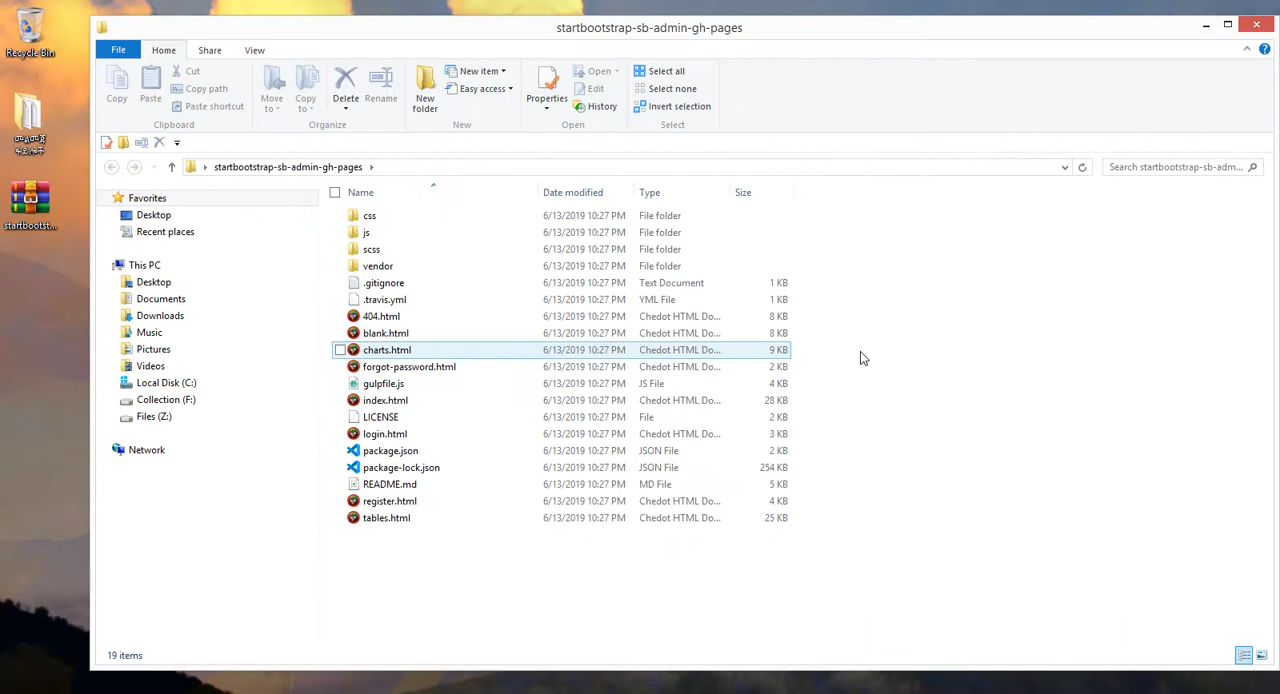 Recycle Bin
startbootst...
startbootstrap-sb-admin-gh-pages
File
Home
Share
View
Copy
Paste
Cut
Copy path
Paste shortcut
Clipboard
Move
to
Copy
to
Delete
Rename
Organize
New
folder
New item
Easy access
New
Properties
Open
Edit
History
Open
Select all
Select none
Invert selection
Select
startbootstrap-sb-admin-gh-pages
Search startbootstrap-sb-adm...
Favorites
Desktop
Recent places
This PC
Desktop
Documents
Downloads
Music
Pictures
Videos
Local Disk (C:)
Collection (F:)
Files (Z:)
Network
Name Date modified Type Size
css 6/13/2019 10:27 PM File folder
js 6/13/2019 10:27 PM File folder
scss 6/13/2019 10:27 PM File folder
vendor 6/13/2019 10:27 PM File folder
.gitignore 6/13/2019 10:27 PM Text Document 1 KB
.travis.yml 6/13/2019 10:27 PM YML File 1 KB
404.html 6/13/2019 10:27 PM Chedot HTML Do... 8 KB
blank.html 6/13/2019 10:27 PM Chedot HTML Do... 8 KB
charts.html 6/13/2019 10:27 PM Chedot HTML Do... 9 KB
forgot-password.html 6/13/2019 10:27 PM Chedot HTML Do... 2 KB
gulpfile.js 6/13/2019 10:27 PM JS File 4 KB
index.html 6/13/2019 10:27 PM Chedot HTML Do... 28 KB
LICENSE 6/13/2019 10:27 PM File 2 KB
login.html 6/13/2019 10:27 PM Chedot HTML Do... 3 KB
package.json 6/13/2019 10:27 PM JSON File 2 KB
package-lock.json 6/13/2019 10:27 PM JSON File 254 KB
README.md 6/13/2019 10:27 PM MD File 5 KB
register.html 6/13/2019 10:27 PM Chedot HTML Do... 4 KB
tables.html 6/13/2019 10:27 PM Chedot HTML Do... 25 KB
19 items